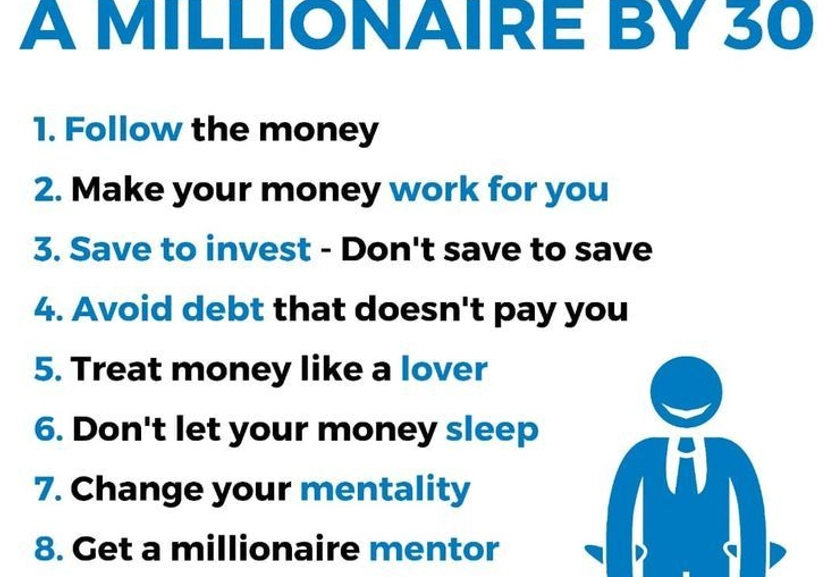 A MILLIONAIRE BY 30
1. Follow the money
2. Make your money work for you
3. Save to invest - Don't save to save
4. Avoid debt that doesn't pay you
5. Treat money like a lover
6. Don't let your money sleep
7. Change your mentality
8. Get a millionaire mentor